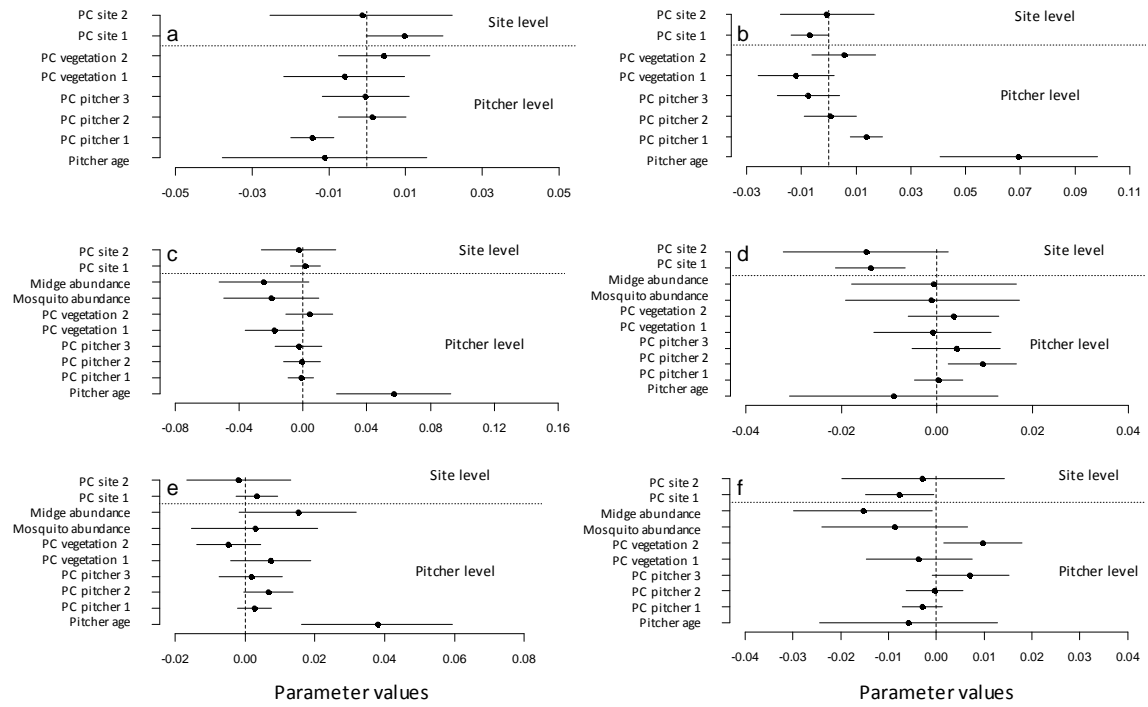 a
PC site 2
PC site 1
PC vegetation 2
PC vegetation 1
PC pitcher 3
PC pitcher 2
PC pitcher 1
Pitcher age
Site level
Pitcher level
-0.05 -0.03 -0.01 0.01 0.03 0.05
b
PC site 2
PC site 1
PC vegetation 2
PC vegetation 1
PC pitcher 3
PC pitcher 2
PC pitcher 1
Pitcher age
Site level
Pitcher level
-0.03 -0.01 0.01 0.03 0.05 0.07 0.09 0.11
c
PC site 2
PC site 1
Midge abundance
Mosquito abundance
PC vegetation 2
PC vegetation 1
PC pitcher 3
PC pitcher 2
PC pitcher 1
Pitcher age
Site level
Pitcher level
-0.08 -0.04 0.00 0.04 0.08 0.12 0.16
d
PC site 2
PC site 1
Midge abundance
Mosquito abundance
PC vegetation 2
PC vegetation 1
PC pitcher 3
PC pitcher 2
PC pitcher 1
Pitcher age
Site level
Pitcher level
-0.04 -0.02 0.00 0.02 0.04
e
PC site 2
PC site 1
Midge abundance
Mosquito abundance
PC vegetation 2
PC vegetation 1
PC pitcher 3
PC pitcher 2
PC pitcher 1
Pitcher age
Site level
Pitcher level
-0.02 0.00 0.02 0.04 0.06 0.08
Parameter values
f
PC site 2
PC site 1
Midge abundance
Mosquito abundance
PC vegetation 2
PC vegetation 1
PC pitcher 3
PC pitcher 2
PC pitcher 1
Pitcher age
Site level
Pitcher level
-0.04 -0.03 -0.02 -0.01 0.00 0.01 0.02 0.03 0.04
Parameter values